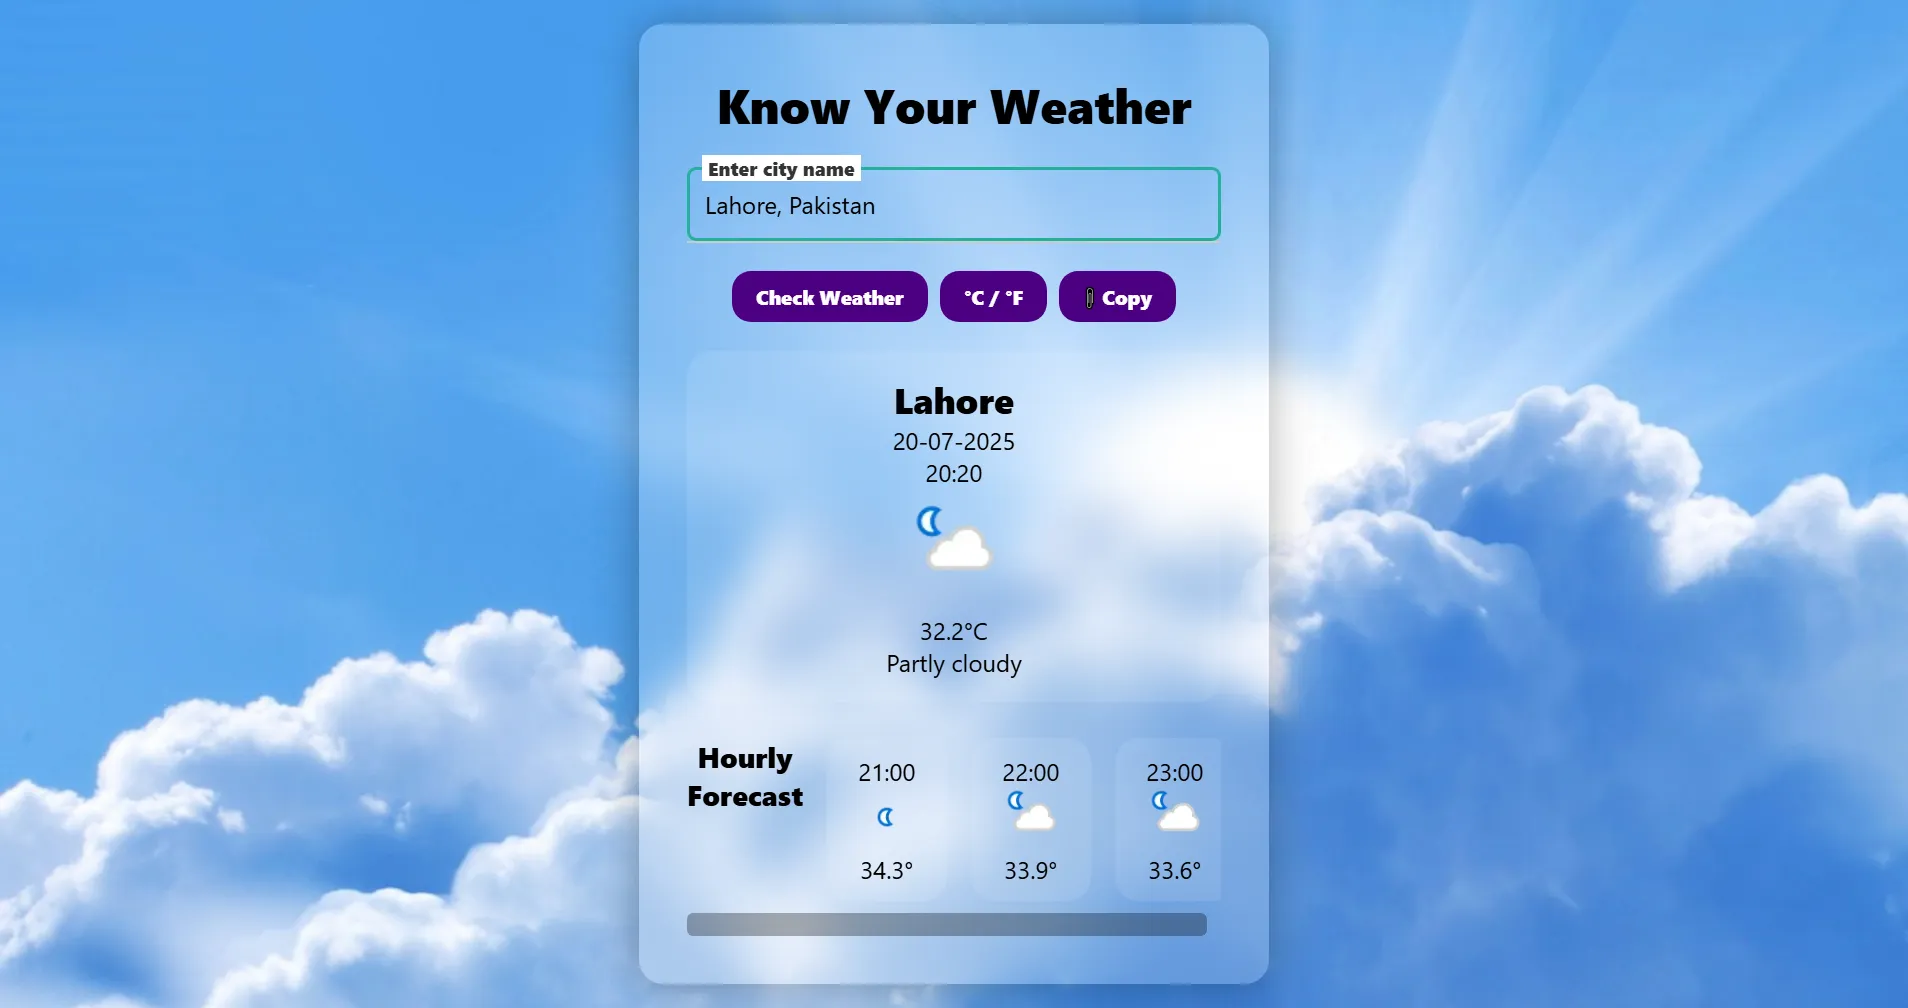 Know Your Weather
Enter city name
Lahore, Pakistan
Check Weather
°C / °F
Copy
Lahore
20-07-2025
20:20
32.2°C
Partly cloudy
Hourly
Forecast
21:00
34.3°
22:00
33.9°
23:00
33.6°